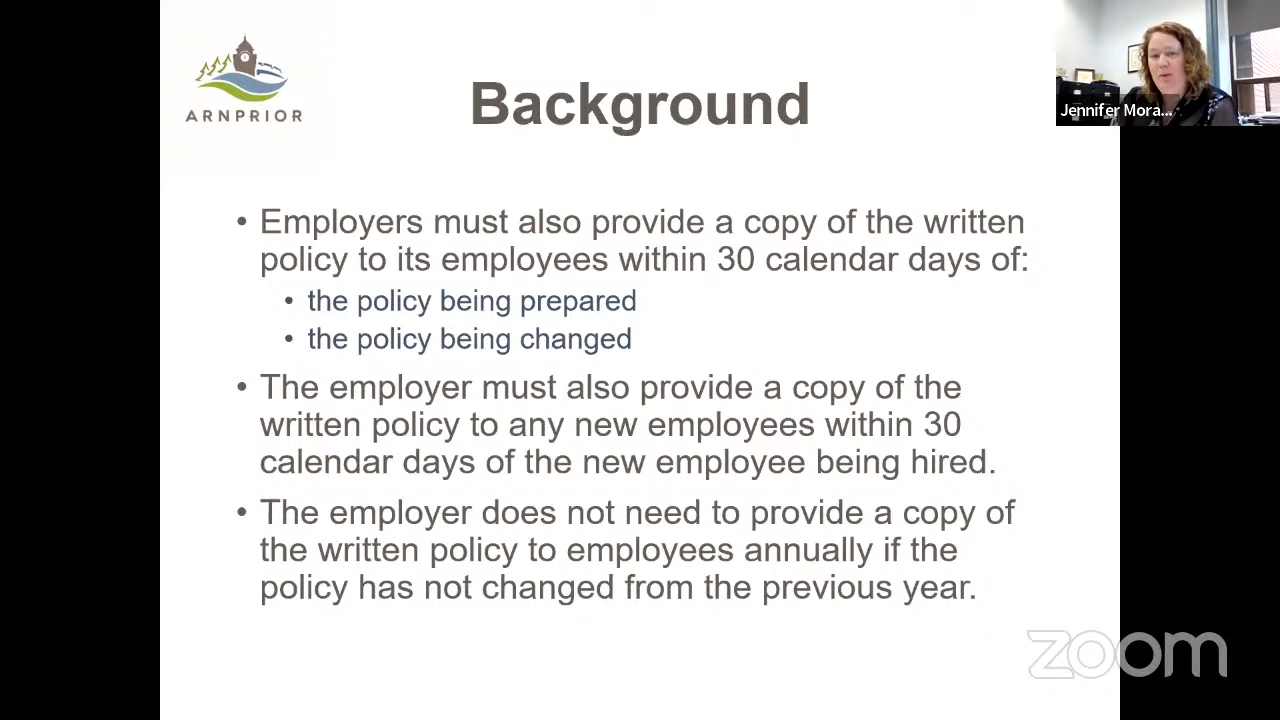 ARNPRIOR
Background
Jennifer Mora...
• Employers must also provide a copy of the written
policy to its employees within 30 calendar days of:
• the policy being prepared
• the policy being changed
• The employer must also provide a copy of the
written policy to any new employees within 30
calendar days of the new employee being hired.
• The employer does not need to provide a copy of
the written policy to employees annually if the
policy has not changed from the previous year.
zoom